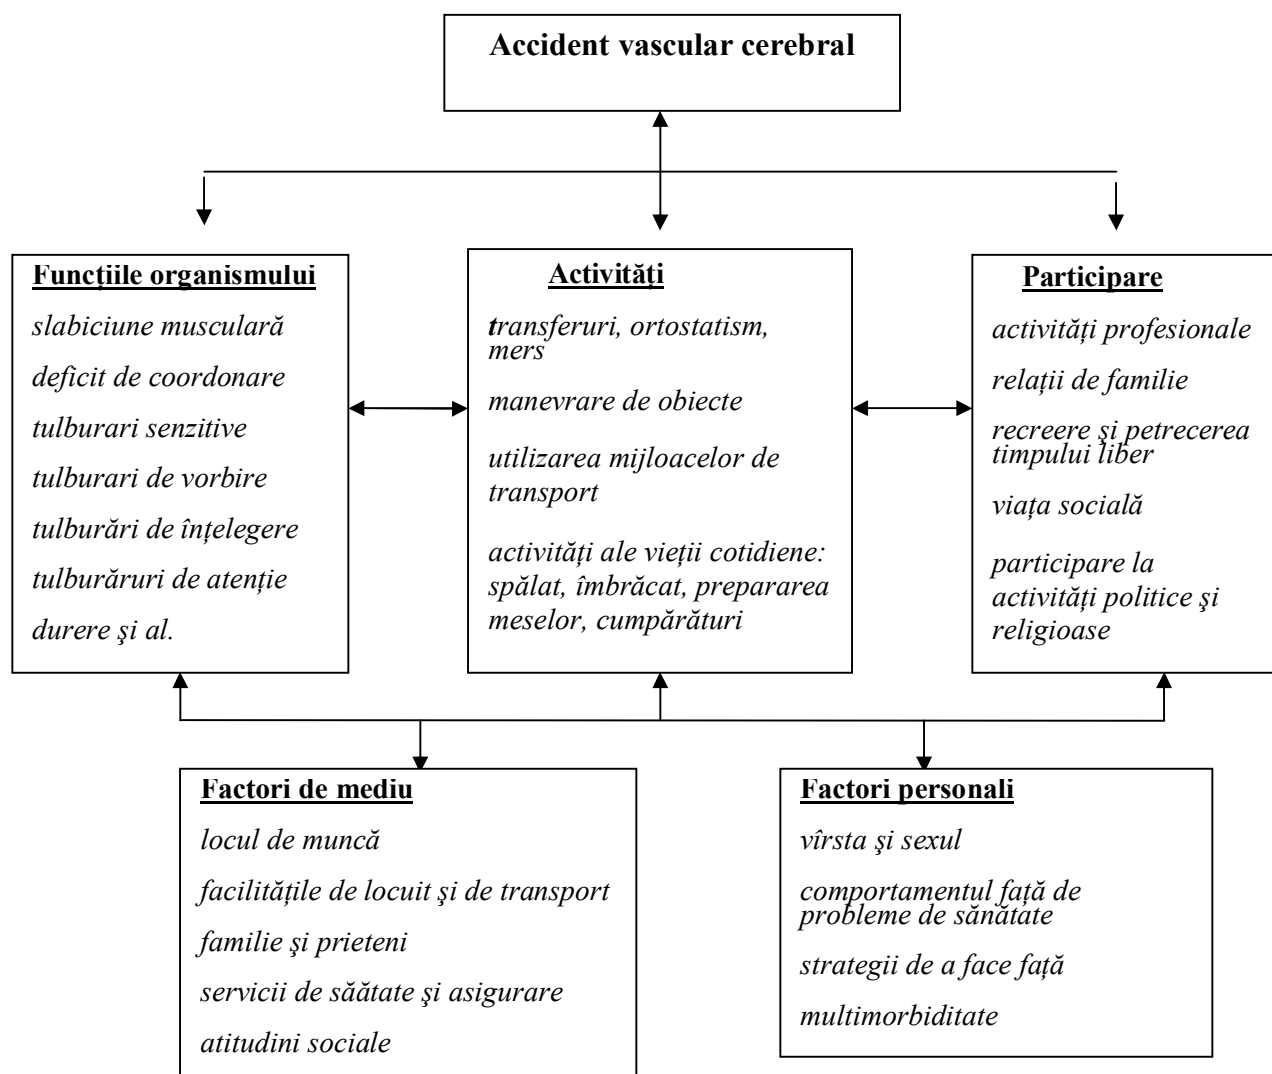 Accident vascular cerebral
Funcțiile organismului
slabiciune musculară
deficit de coordonare
tulburari senzitive
tulburari de vorbire
tulburări de înțelegere
tulburăruri de atenție
durere şi al.
Activități
transferuri, ortostatism,
mers
manevrare de obiecte
utilizarea mijloacelor de
transport
activități ale vieții cotidiene:
spălat, îmbrăcat, prepararea
meselor, cumpărături
Participare
activități profesionale
relații de familie
recreere şi petrecerea
timpului liber
viața socială
participare la
activități politice şi
religioase
Factori de mediu
locul de muncă
facilitățile de locuit şi de transport
familie şi prieteni
servicii de săătate şi asigurare
atitudini sociale
Factori personali
vîrsta şi sexul
comportamentul față de
probleme de sănătate
strategii de a face față
multimorbiditate